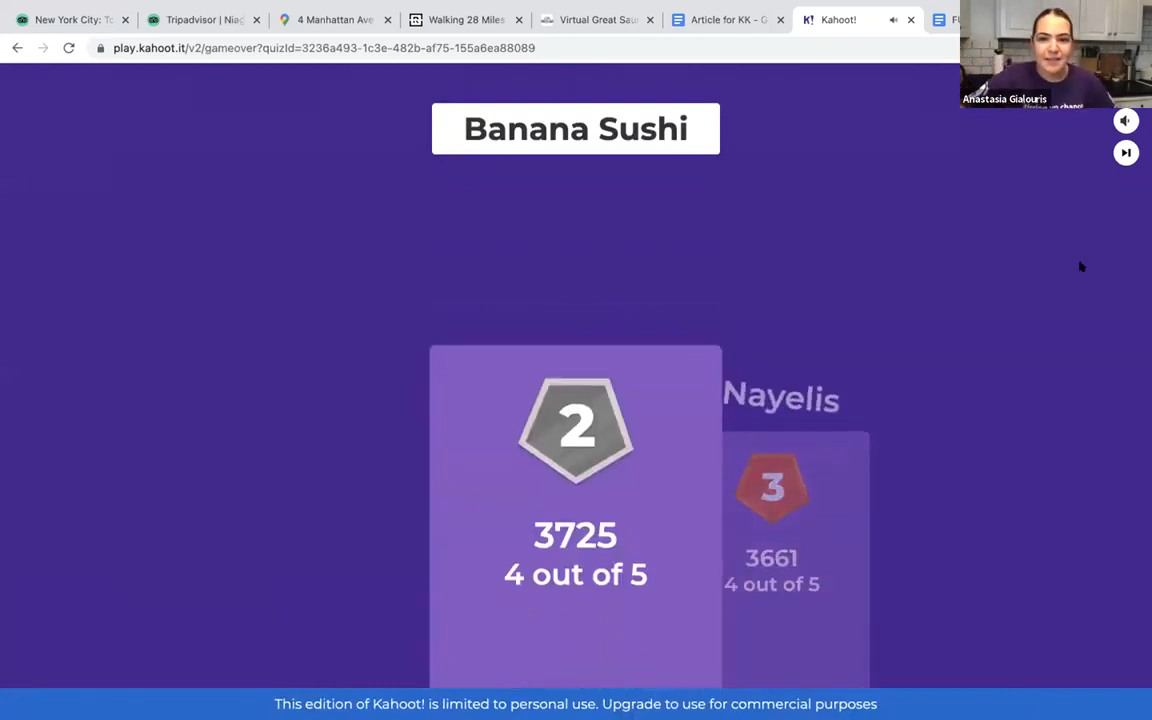 New York City: To
Tripadvisor | Niag
4 Manhattan Ave
Walking 28 Miles
Virtual Great Sau
Article for KK - G
K! Kahoot!
play.kahoot.it/v2/gameover?quizId=3236a493-1c3e-482b-af75-155a6ea88089
Anastasia Gialouris
Banana Sushi
2
3725
4 out of 5
Nayelis
3
3661
4 out of 5
This edition of Kahoot! is limited to personal use. Upgrade to use for commercial purposes